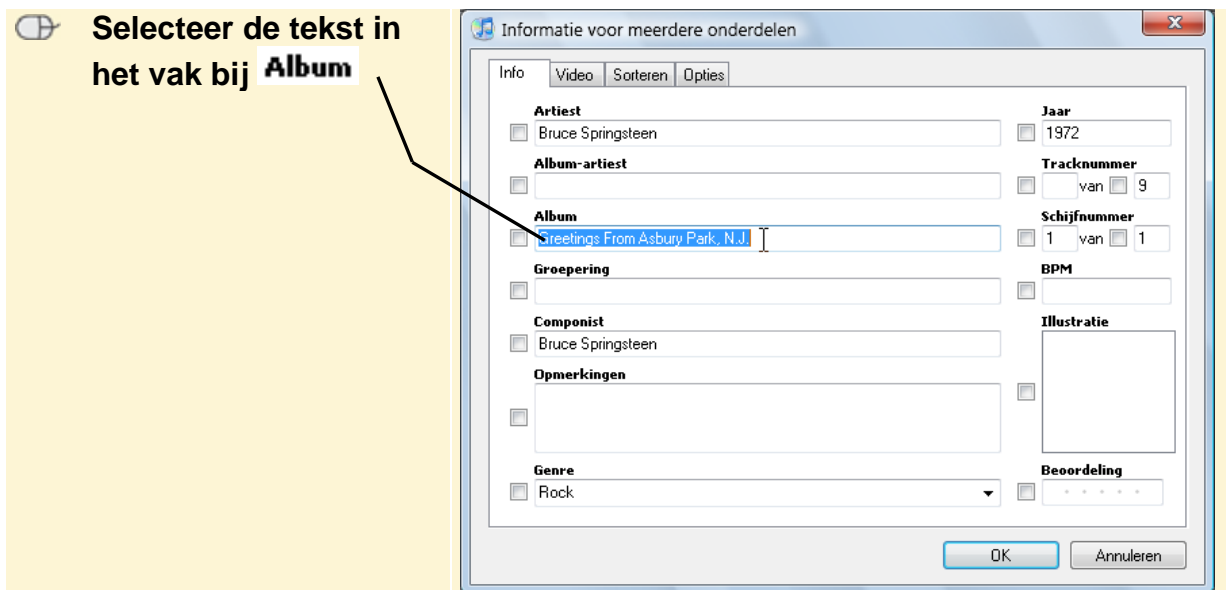 Selecteer de tekst in
het vak bij Album
Informatie voor meerdere onderdelen
Info Video Sorteren Opties
Artiest Jaar
Bruce Springsteen 1972
Album-artiest Tracknummer
van 9
Album Schijfnummer
Greetings From Asbury Park, N.J. 1 van 1
Groepering BPM
Componist Illustratie
Bruce Springsteen
Opmerkingen
Genre Beoordeling
Rock
OK Annuleren